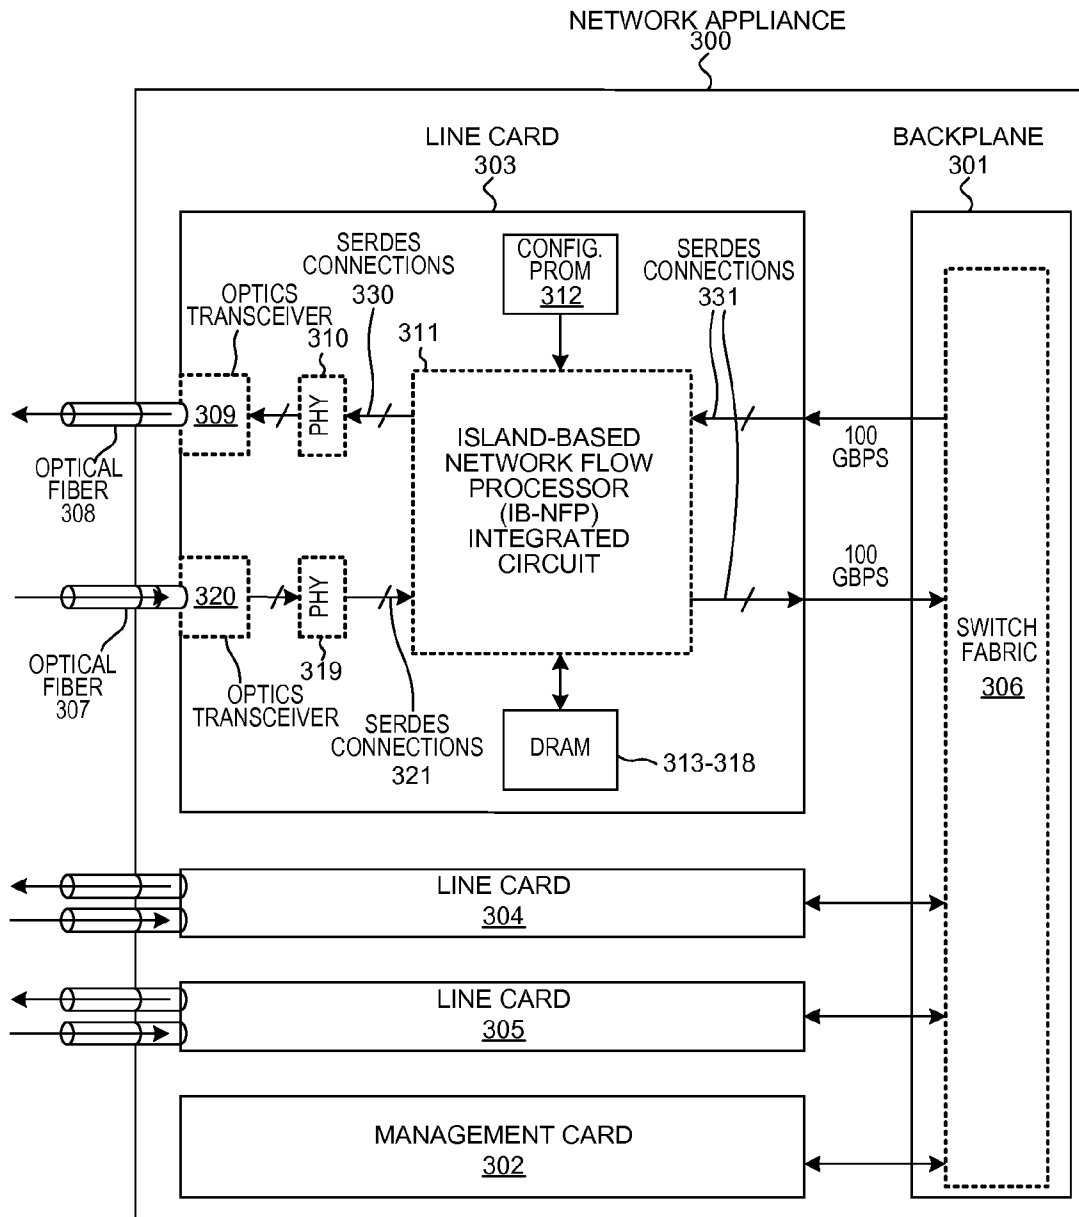 NETWORK APPLIANCE
300
LINE CARD
303
BACKPLANE
301
SERDES
CONNECTIONS
330
CONFIG.
PROM
312
SERDES
CONNECTIONS
331
OPTICS
TRANSCEIVER
310
311
309
PHY
OPTICAL
FIBER
308
ISLAND-BASED
NETWORK FLOW
PROCESSOR
(IB-NFP)
INTEGRATED
CIRCUIT
100
GBPS
100
GBPS
320
PHY
319
OPTICAL
FIBER
307
OPTICS
TRANSCEIVER
SERDES
CONNECTIONS
321
DRAM
313-318
SWITCH
FABRIC
306
LINE CARD
304
LINE CARD
305
MANAGEMENT CARD
302